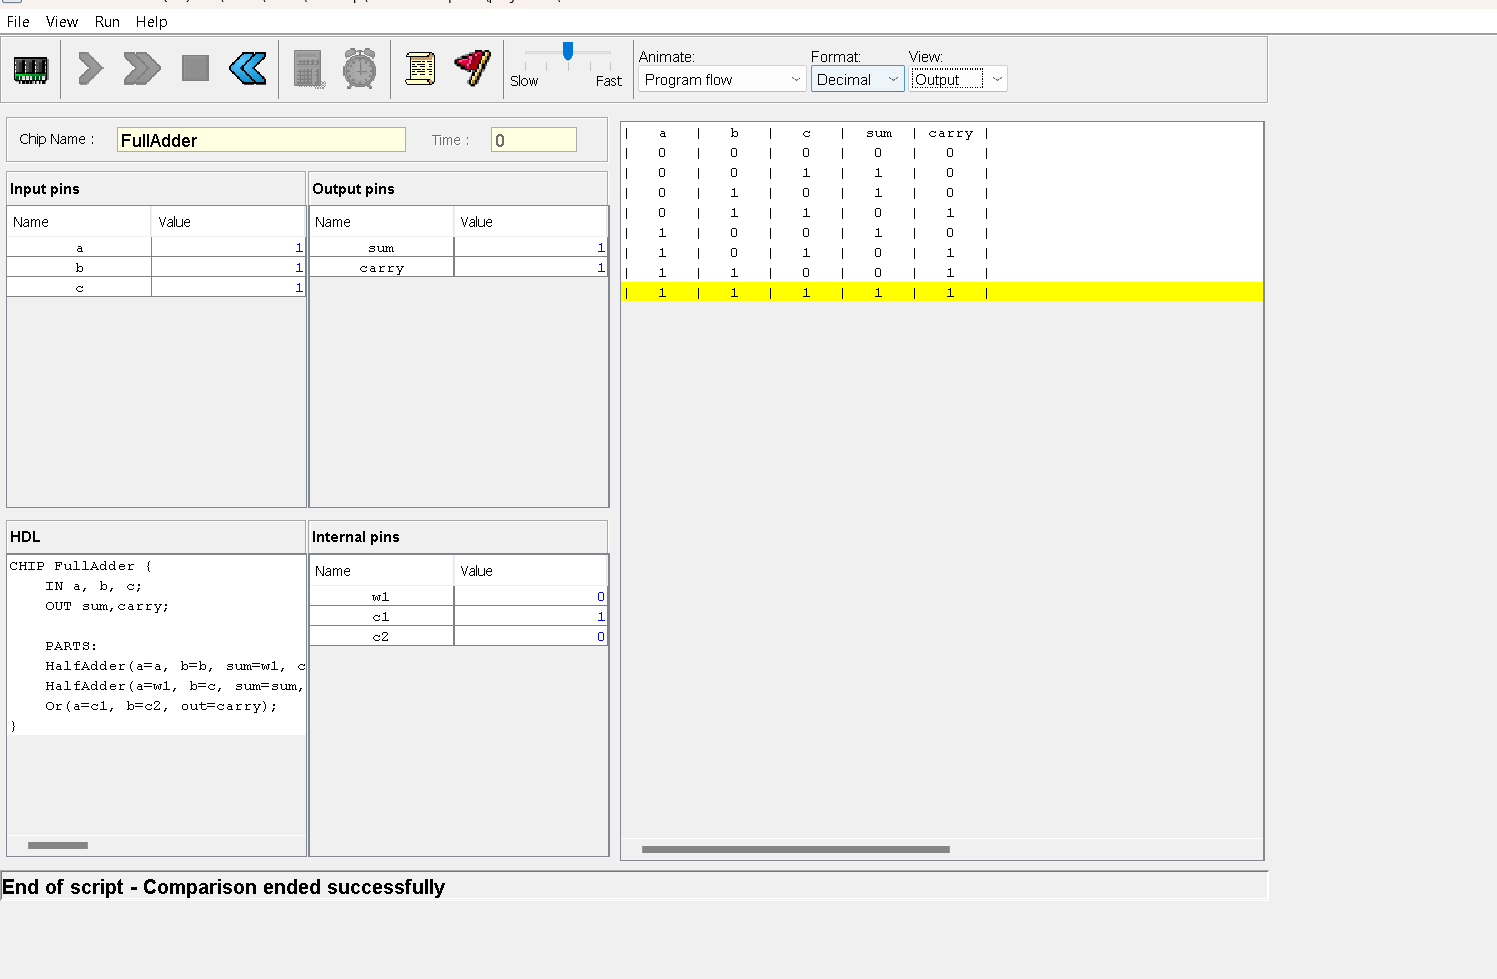 File View Run Help
Slow Fast
Animate: Format: View:
Program flow Decimal Output
Chip Name : FullAdder Time : 0
Input pins
Name Value
a 1
b 1
c 1
Output pins
Name Value
sum 1
carry 1
| a | b | c | sum | carry |
| 0 | 0 | 0 | 0 | 0 |
| 0 | 0 | 1 | 1 | 0 |
| 0 | 1 | 0 | 1 | 0 |
| 0 | 1 | 1 | 0 | 1 |
| 1 | 0 | 0 | 1 | 0 |
| 1 | 0 | 1 | 0 | 1 |
| 1 | 1 | 0 | 0 | 1 |
| 1 | 1 | 1 | 1 | 1 |
HDL
CHIP FullAdder {
IN a, b, c;
OUT sum,carry;
PARTS:
HalfAdder(a=a, b=b, sum=w1, c
HalfAdder(a=w1, b=c, sum=sum,
Or(a=c1, b=c2, out=carry);
}
Internal pins
Name Value
w1 0
c1 1
c2 0
End of script - Comparison ended successfully